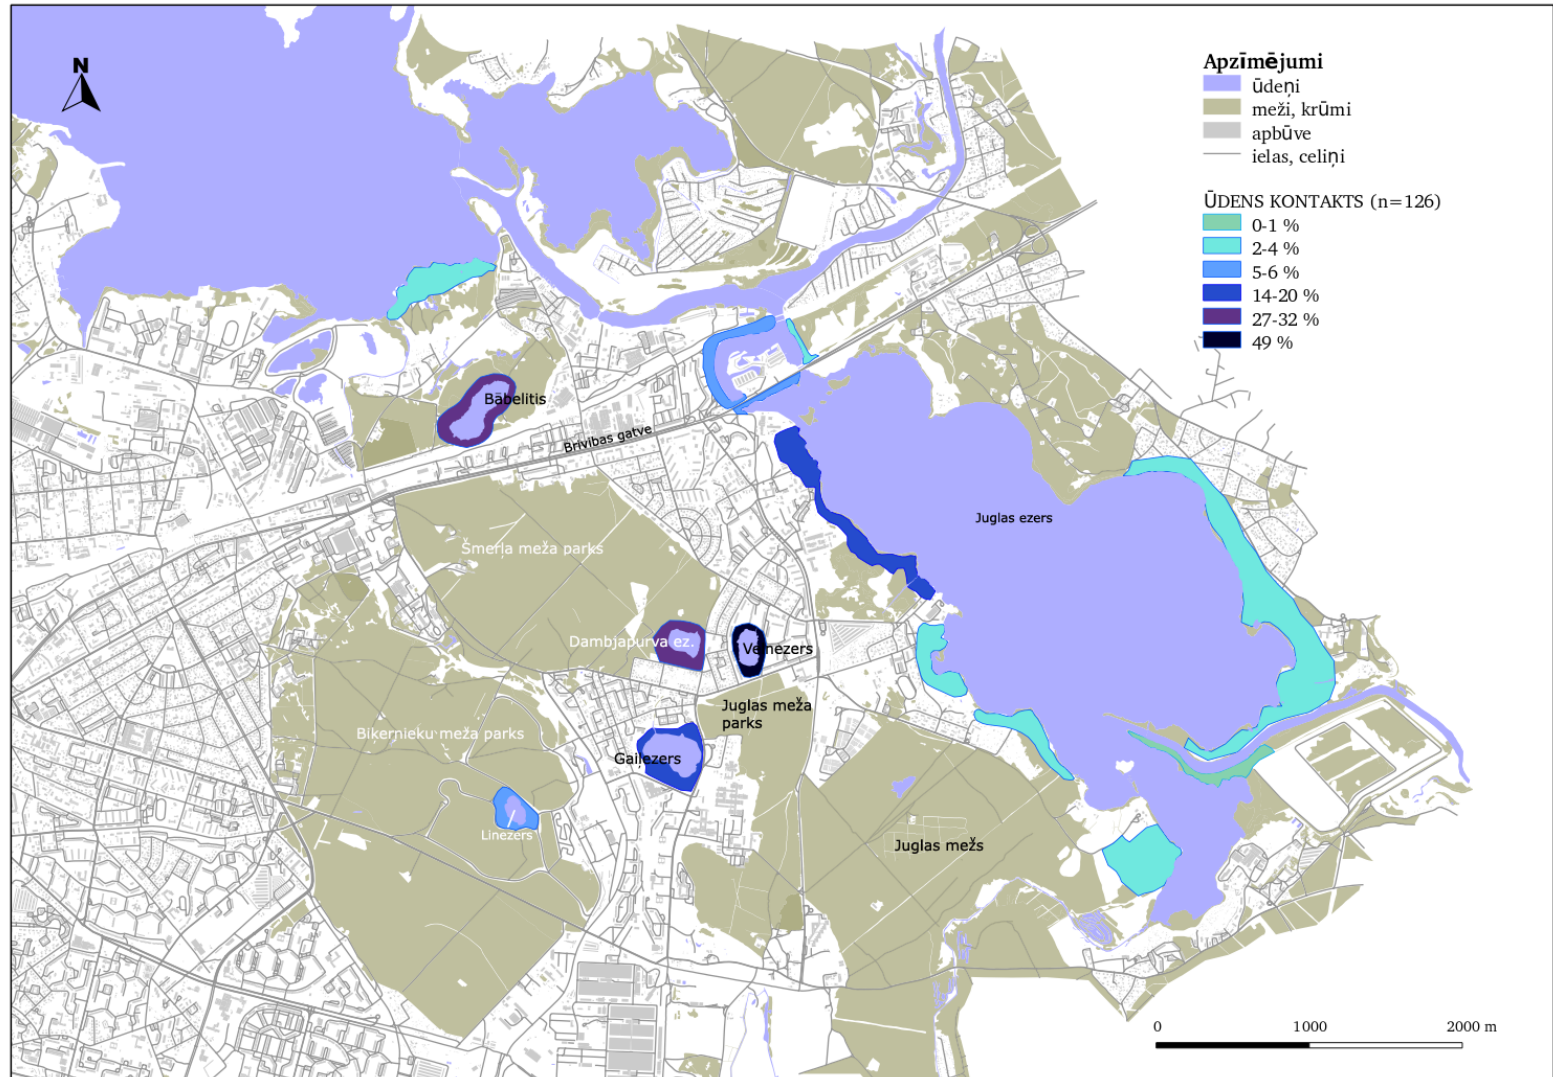 N
Apzīmējumi
ūdeņi
meži, krūmi
apbūve
ielas, celiņi
ŪDENS KONTAKTS (n=126)
0-1 %
2-4 %
5-6 %
14-20 %
27-32 %
49 %
Bābelitis
Brīvības gatve
Juglas ezers
Šmerļa meža parks
Dambjapurva ez.
Velnezers
Juglas meža
parks
Biķernieku meža parks
Gaiļezers
Linezers
Juglas mežs
0 1000 2000 m